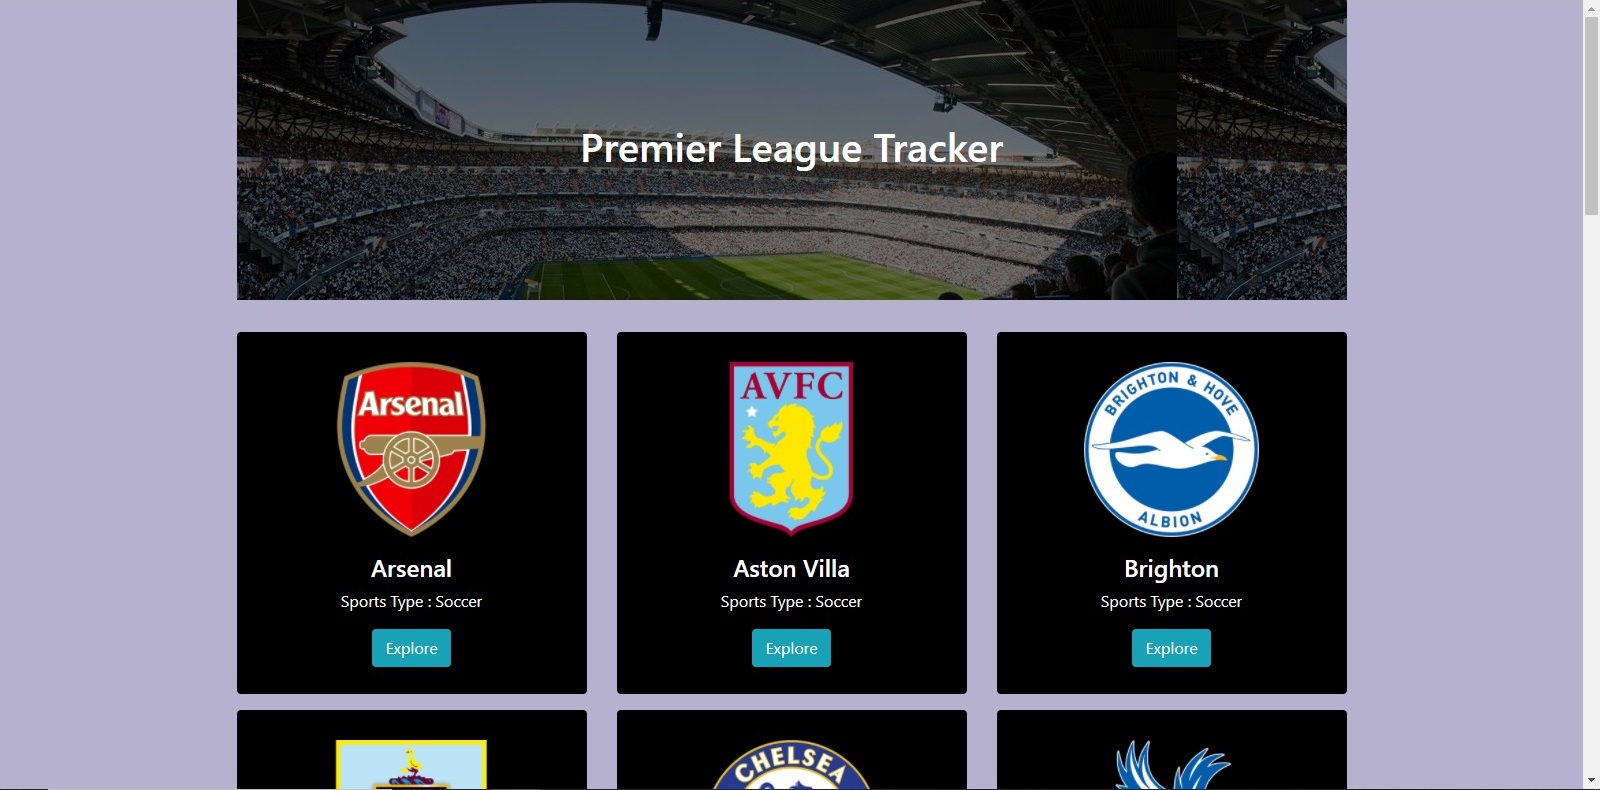 Premier League Tracker
Arsenal
AVFC
BRIGHTON & HOVE
ALBION
Arsenal
Aston Villa
Brighton
Sports Type : Soccer
Sports Type : Soccer
Sports Type : Soccer
Explore
Explore
Explore
CHELSEA